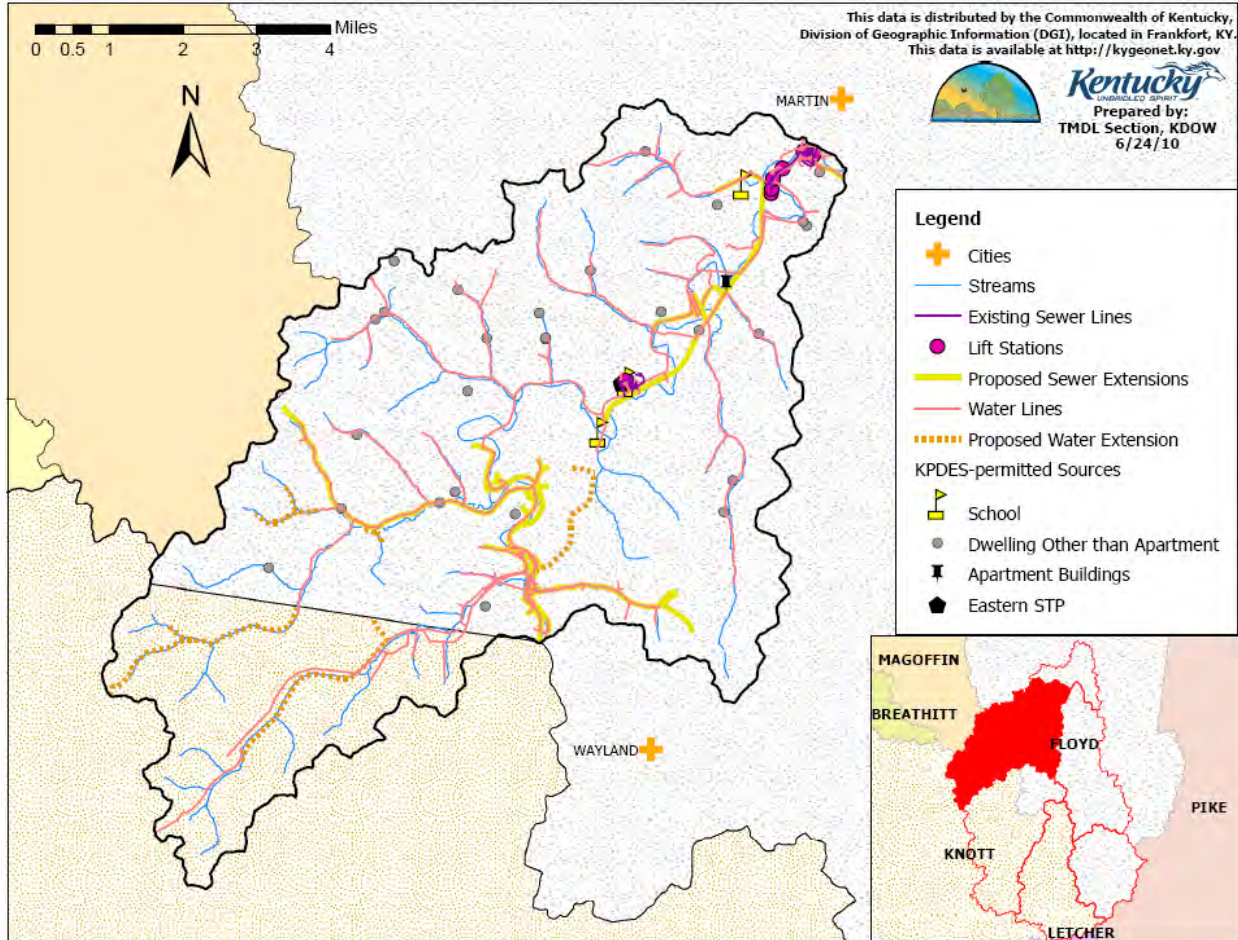 Miles
0 0.5 1 2 3 4
This data is distributed by the Commonwealth of Kentucky,
Division of Geographic Information (DGI), located in Frankfort, KY.
This data is available at http://kygeonet.ky.gov
Kentucky
UNBRIDLED SPIRIT
Prepared by:
TMDL Section, KDOW
6/24/10
N
MARTIN
WAYLAND
Legend
Cities
Streams
Existing Sewer Lines
Lift Stations
Proposed Sewer Extensions
Water Lines
Proposed Water Extension
KPDES-permitted Sources
School
Dwelling Other than Apartment
Apartment Buildings
Eastern STP
MAGOFFIN
BREATHITT
FLOYD
PIKE
KNOTT
LETCHER